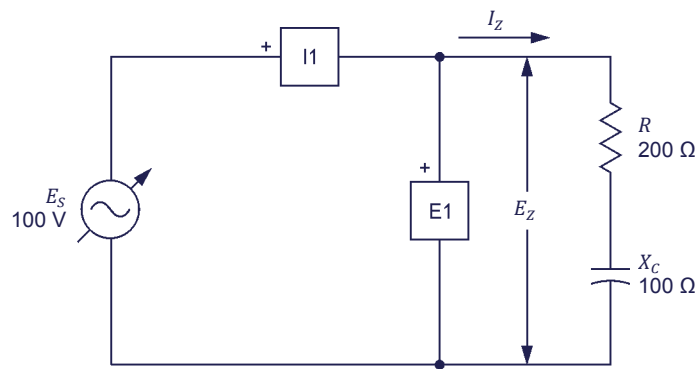 I_Z
+
I1
R
200 Ω
+
E_S
100 V
E1
E_Z
X_C
100 Ω